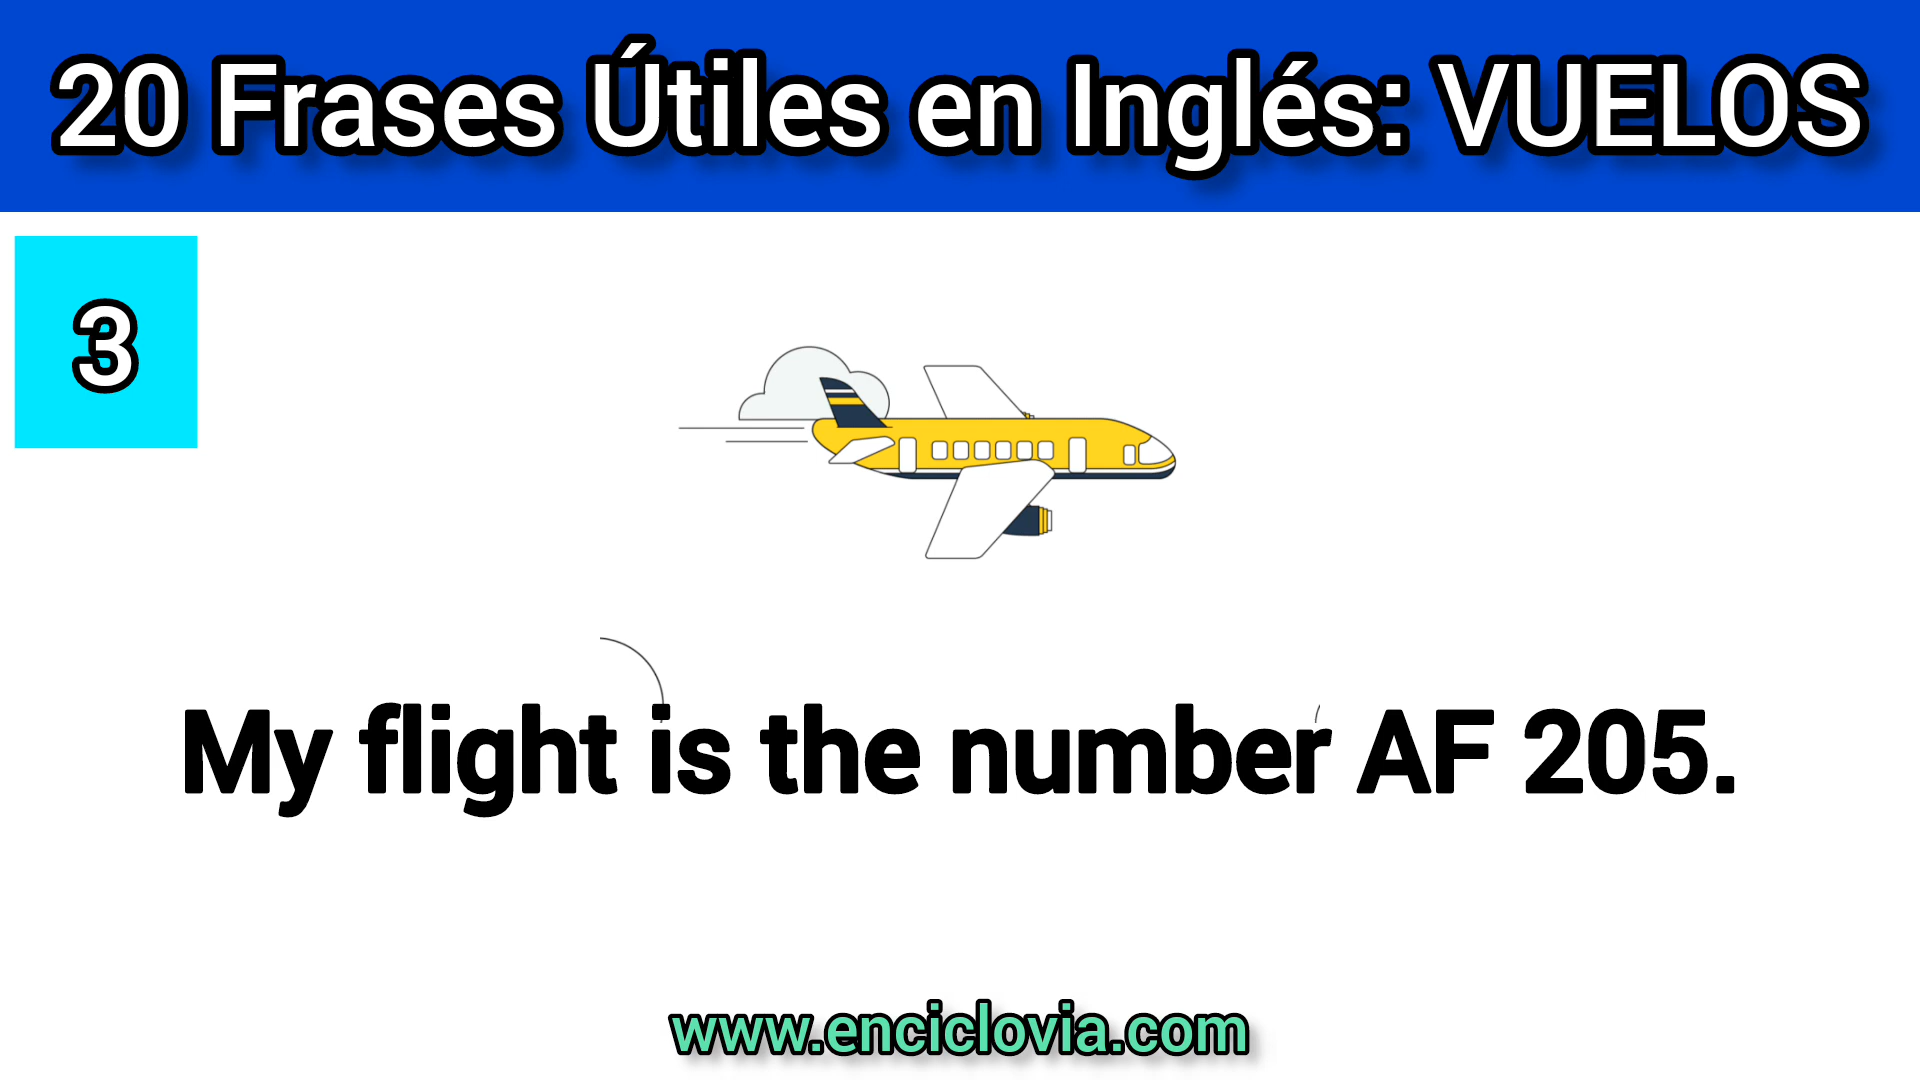 20 Frases Útiles en Inglés: VUELOS
3
My flight is the number AF 205.
www.enciclovia.com